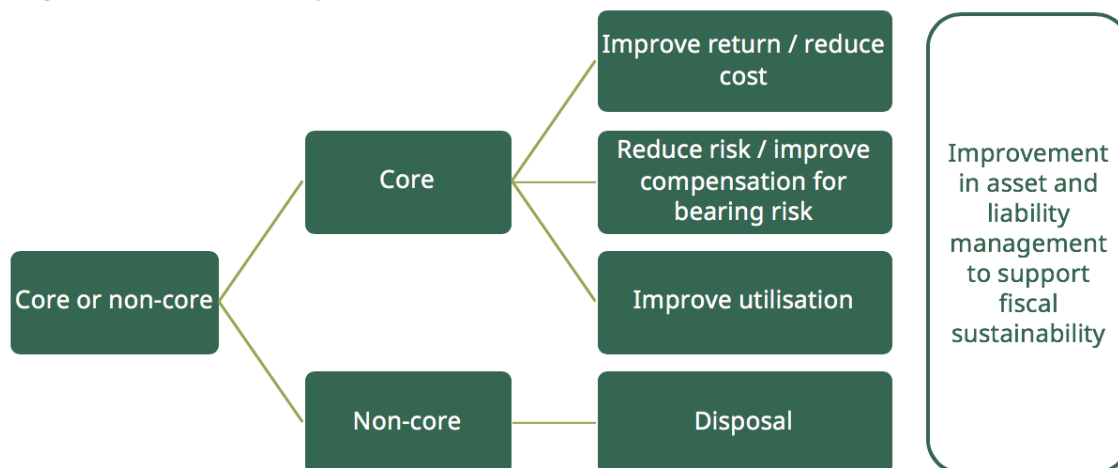 Improve return / reduce
cost
Core
Reduce risk / improve
compensation for
bearing risk
Core or non-core
Improve utilisation
Non-core
Disposal
Improvement
in asset and
liability
management
to support
fiscal
sustainability